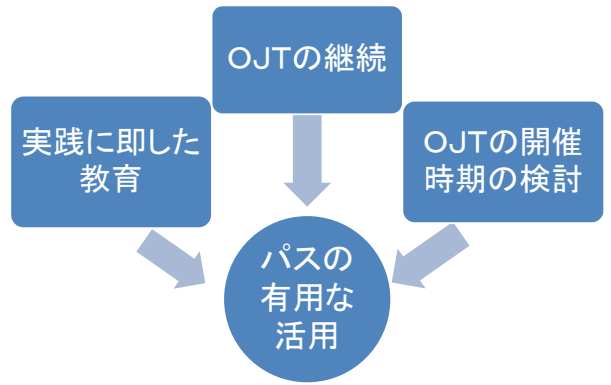 OJTの継続
実践に即した
教育
OJTの開催
時期の検討
パスの
有用な
活用